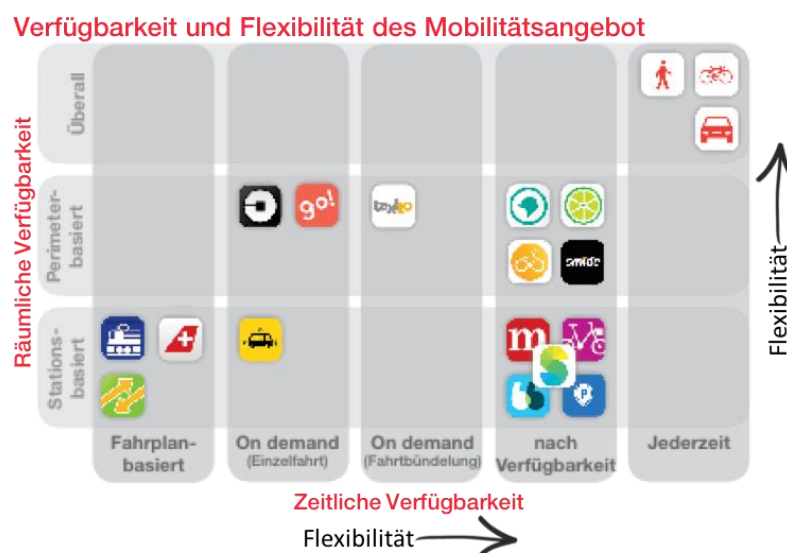 Verfügbarkeit und Flexibilität des Mobilitätsangebot
Räumliche Verfügbarkeit
Überall
Perimeter-
basiert
go!
smide
Stations-
basiert
m
Fahrplan-
basiert
On demand
(Einzelfahrt)
On demand
(Fahrtbündelung)
nach
Verfügbarkeit
Jederzeit
Zeitliche Verfügbarkeit
Flexibilität
Flexibilität